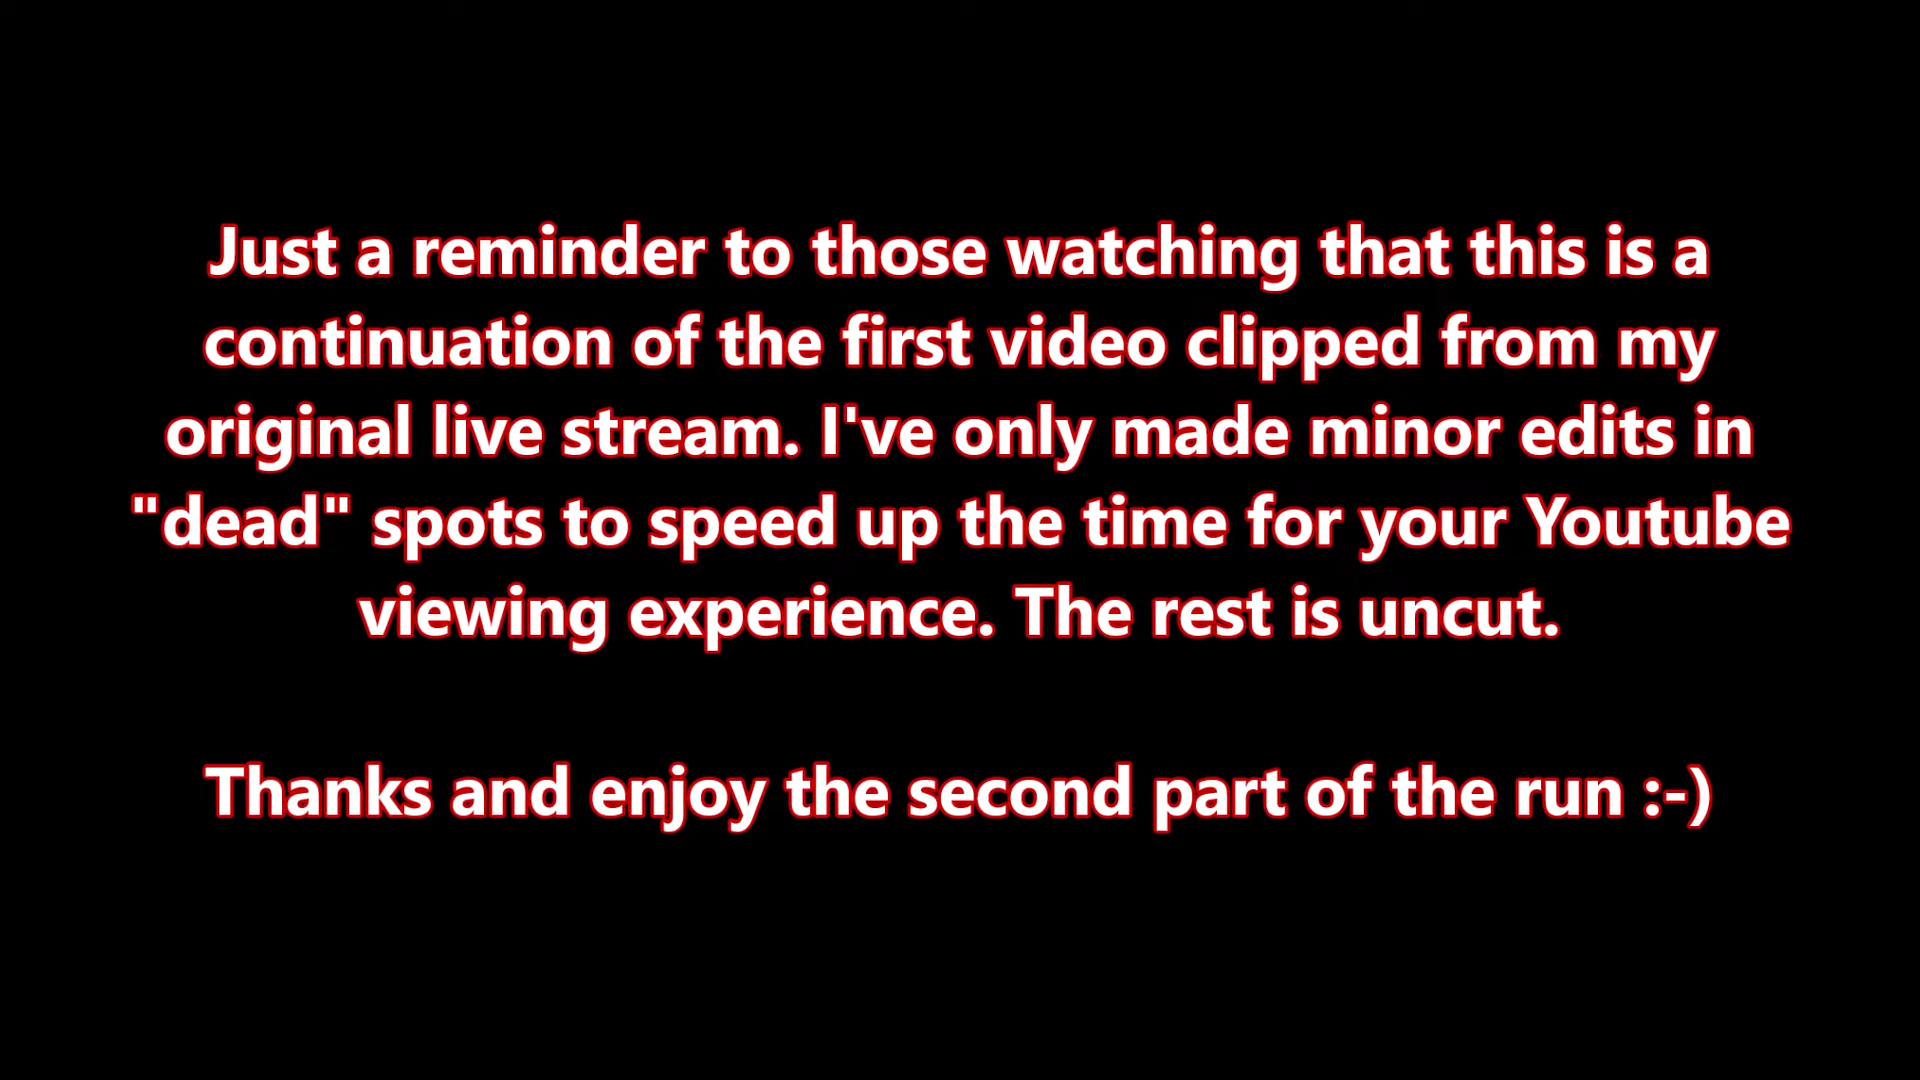 Just a reminder to those watching that this is a
continuation of the first video clipped from my
original live stream. I've only made minor edits in
"dead" spots to speed up the time for your Youtube
viewing experience. The rest is uncut.
Thanks and enjoy the second part of the run :-)